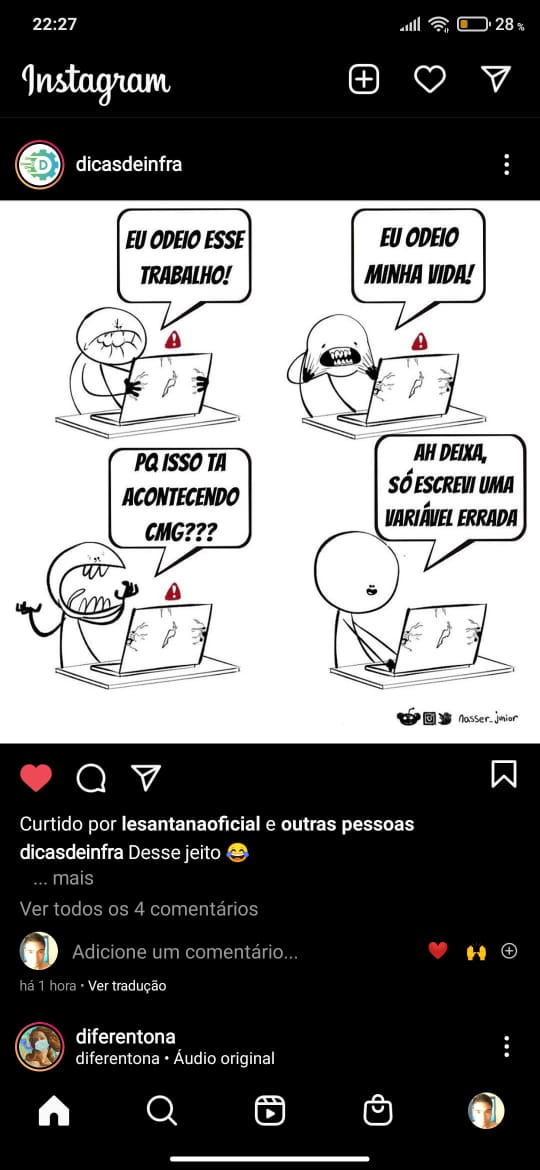 22:27
28 %
Instagram
dicasdeinfra
EU ODEIO ESSE
TRABALHO!
EU ODEIO
MINHA VIDA!
PQ ISSO TA
ACONTECENDO
CMG???
AH DEIXA,
SÓ ESCREVI UMA
VARIÁVEL ERRADA
nasser_junior
Curtido por lesantanaoficial e outras pessoas
dicasdeinfra Desse jeito 😂
... mais
Ver todos os 4 comentários
Adicione um comentário...
há 1 hora • Ver tradução
diferentona
diferentona • Áudio original